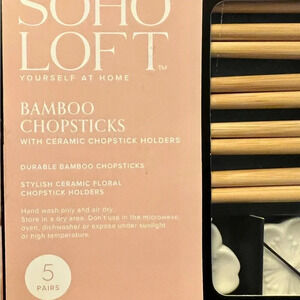 SOHO
LOFT™
YOURSELF AT HOME
BAMBOO
CHOPSTICKS
WITH CERAMIC CHOPSTICK HOLDERS
DURABLE BAMBOO CHOPSTICKS
STYLISH CERAMIC FLORAL
CHOPSTICK HOLDERS
Hand wash only and air dry.
Store in a dry area. Don't use in the microwave,
oven, dishwasher or expose under sunlight
or high temperature.
5
PAIRS